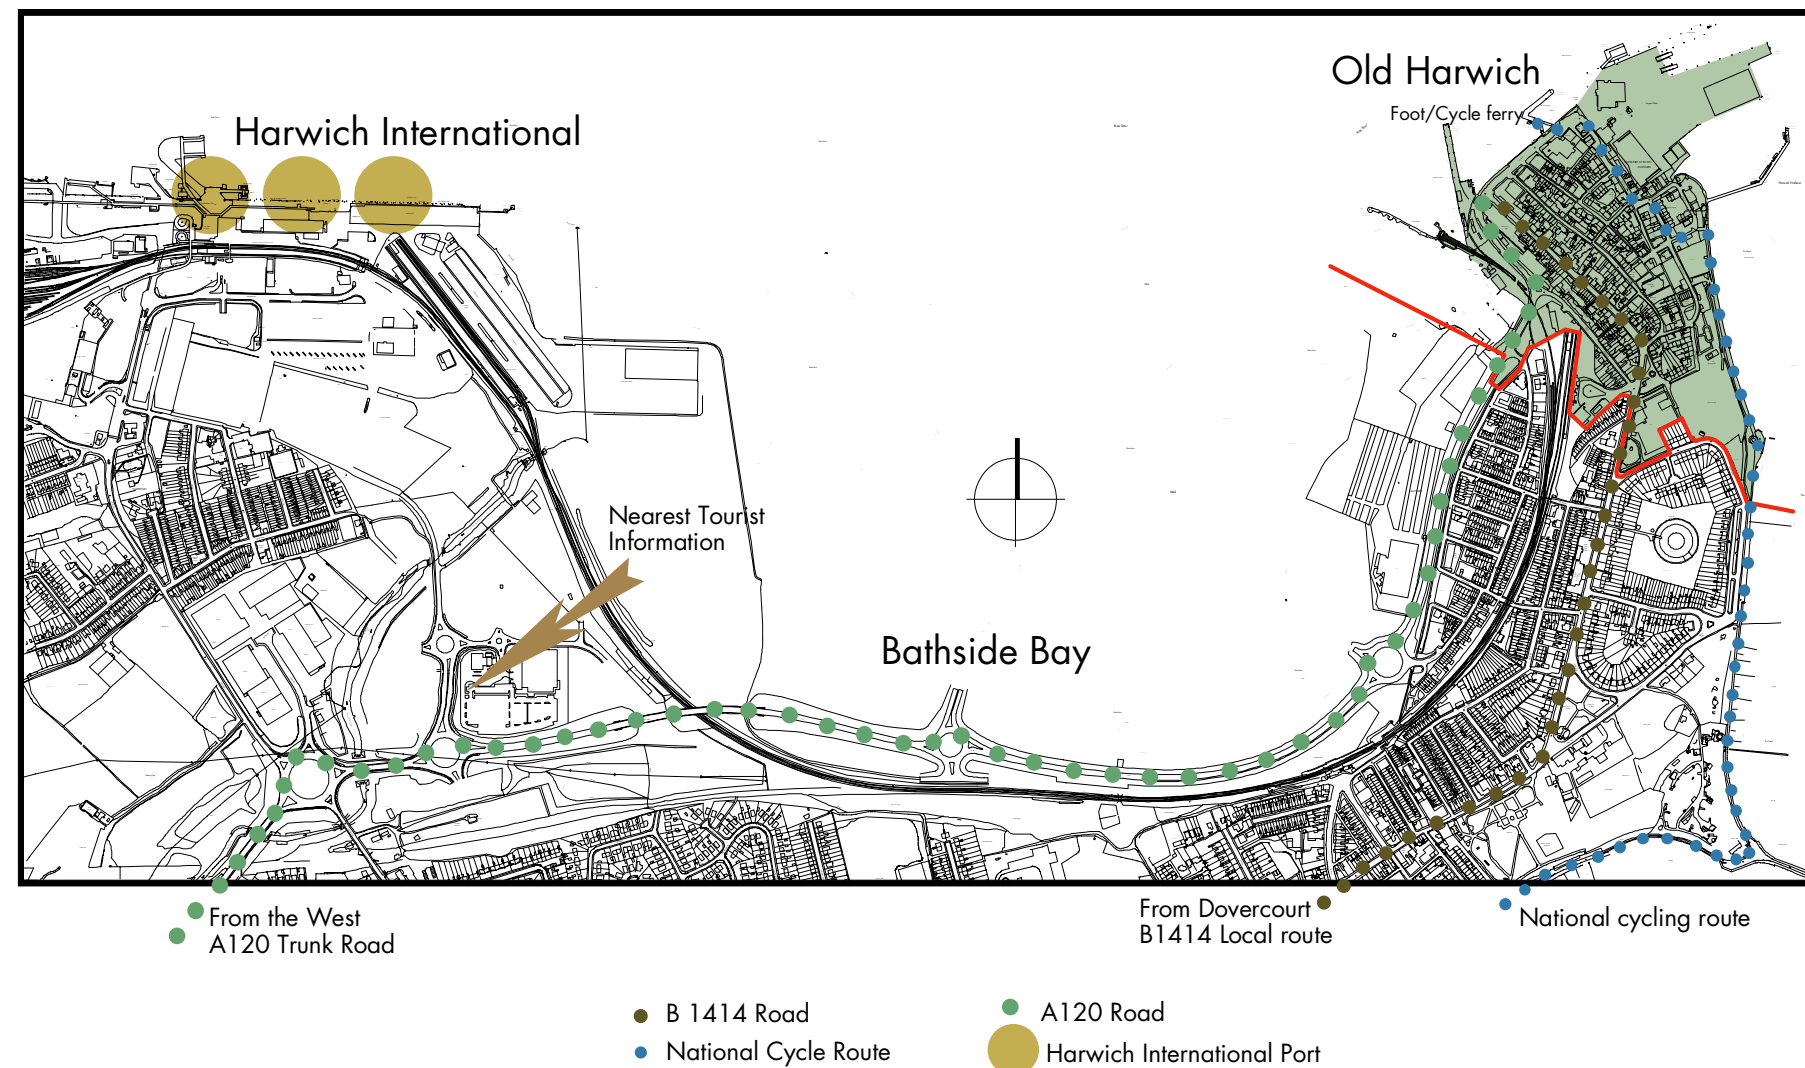 Old Harwich
Foot/Cycle ferry
Harwich International
Nearest Tourist
Information
Bathside Bay
From the West
A120 Trunk Road
From Dovercourt
B1414 Local route
National cycling route
B 1414 Road
A120 Road
National Cycle Route
Harwich International Port